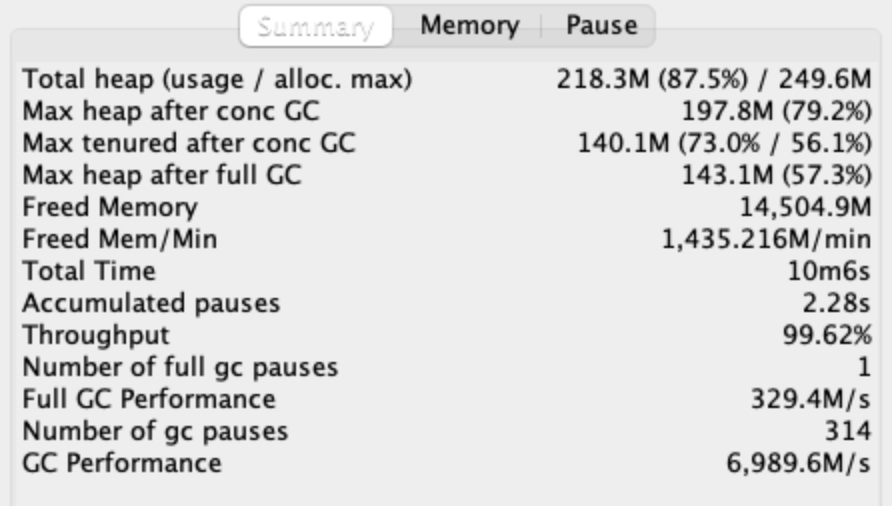 Summary Memory Pause
Total heap (usage / alloc. max) 218.3M (87.5%) / 249.6M
Max heap after conc GC 197.8M (79.2%)
Max tenured after conc GC 140.1M (73.0% / 56.1%)
Max heap after full GC 143.1M (57.3%)
Freed Memory 14,504.9M
Freed Mem/Min 1,435.216M/min
Total Time 10m6s
Accumulated pauses 2.28s
Throughput 99.62%
Number of full gc pauses 1
Full GC Performance 329.4M/s
Number of gc pauses 314
GC Performance 6,989.6M/s